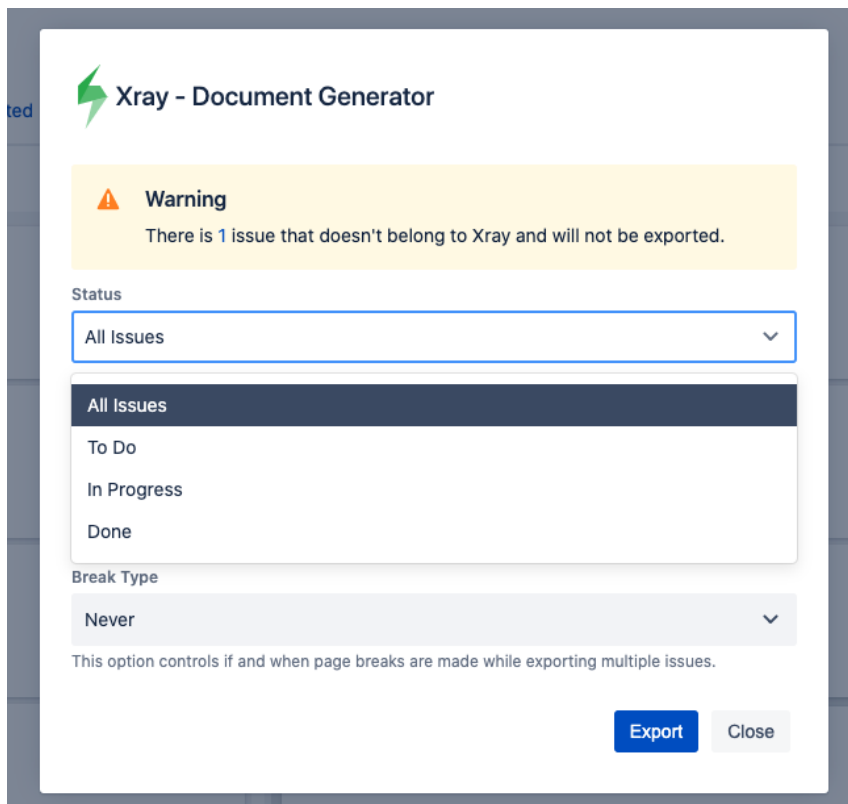 ted
Xray - Document Generator
Warning
There is 1 issue that doesn't belong to Xray and will not be exported.
Status
All Issues
All Issues
To Do
In Progress
Done
Break Type
Never
This option controls if and when page breaks are made while exporting multiple issues.
Export
Close